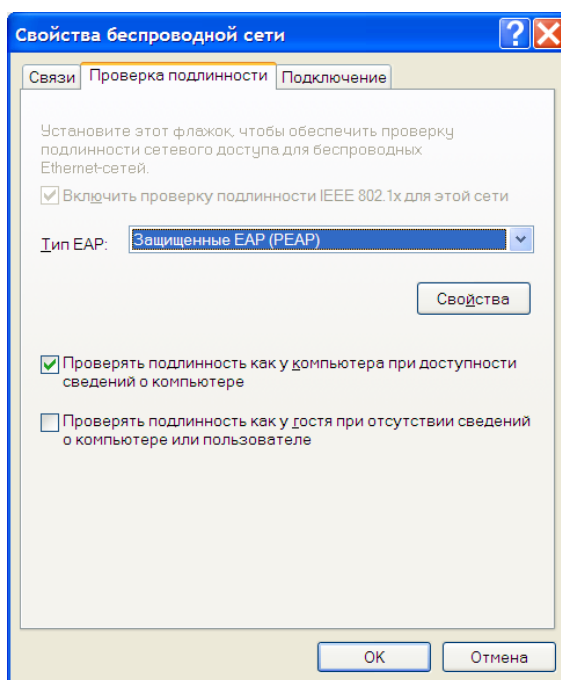 Свойства беспроводной сети
Связи Проверка подлинности Подключение
Установите этот флажок, чтобы обеспечить проверку
подлинности сетевого доступа для беспроводных
Ethernet-сетей.
Включить проверку подлинности IEEE 802.1x для этой сети
Тип EAP: Защищенные EAP (PEAP)
Свойства
Проверять подлинность как у компьютера при доступности
сведений о компьютере
Проверять подлинность как у гостя при отсутствии сведений
о компьютере или пользователе
OK Отмена